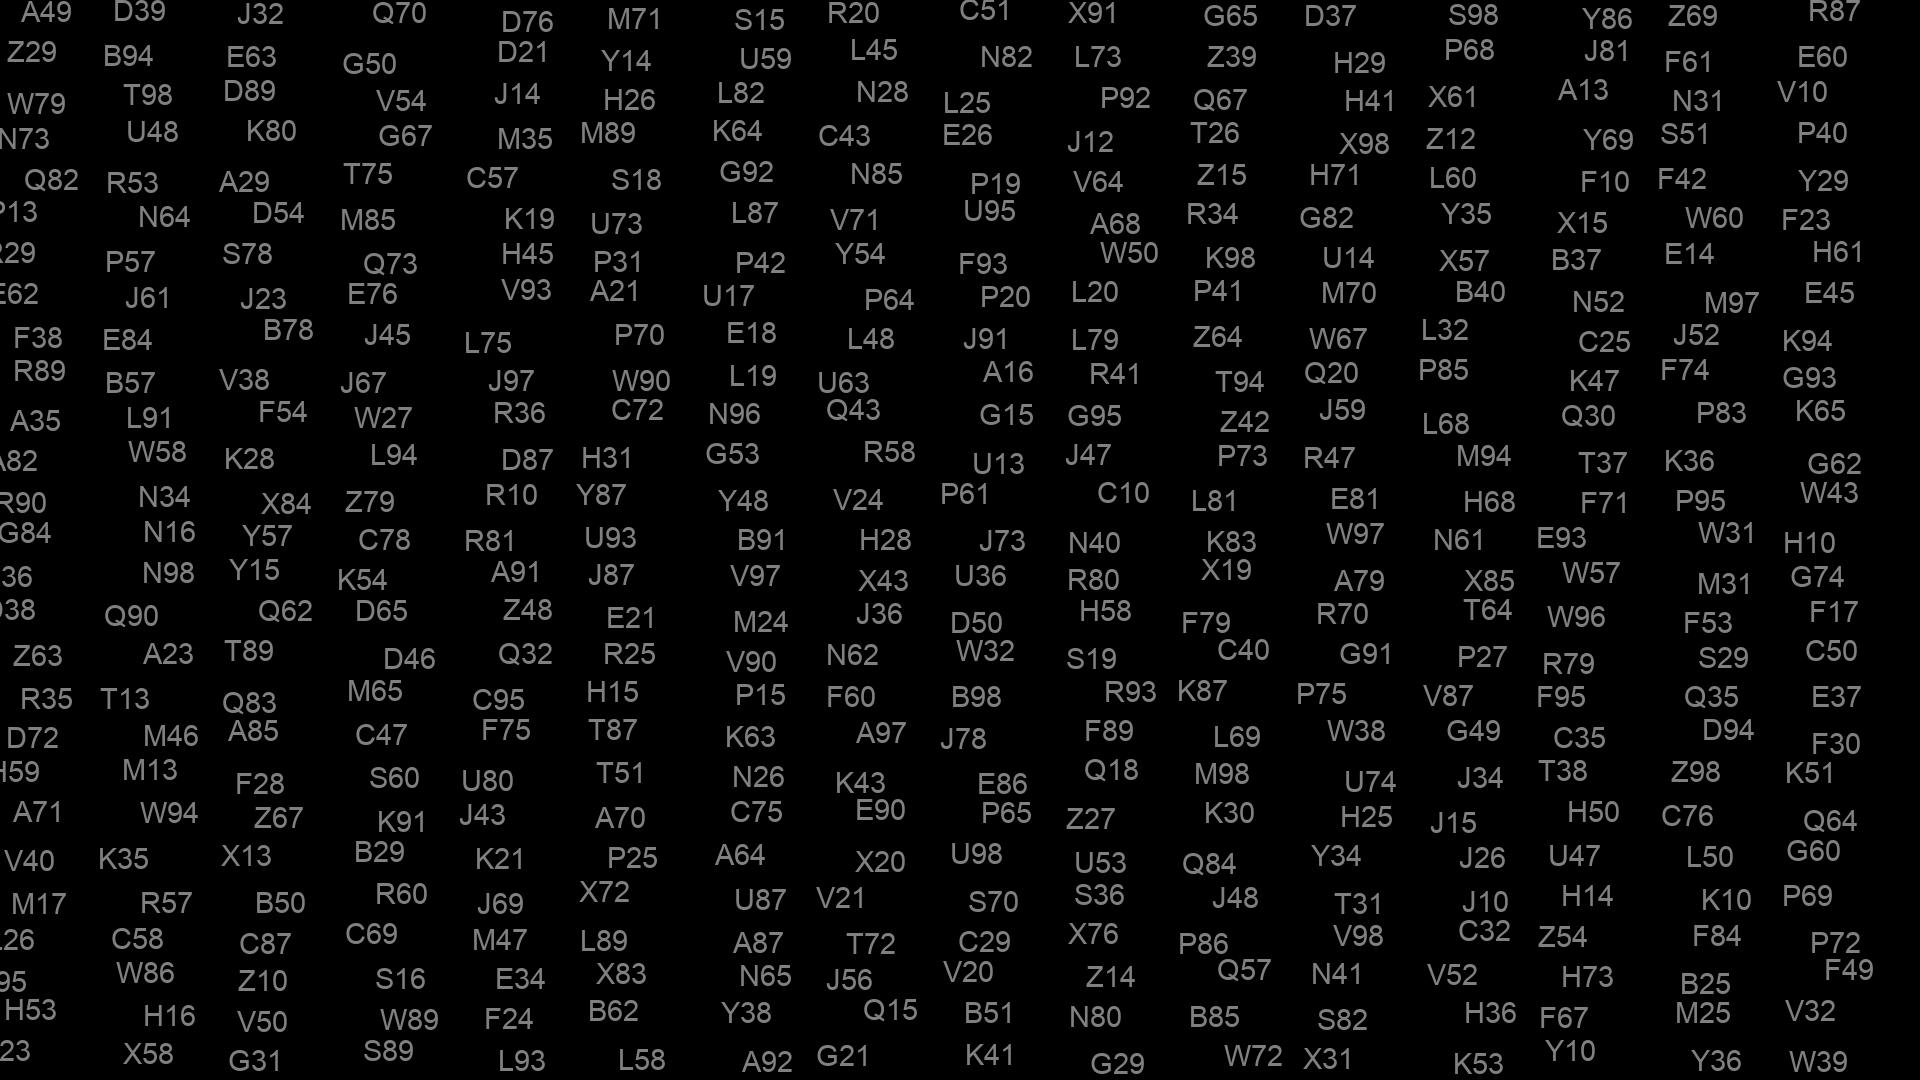 A49 D39 J32 Q70 D76 M71 S15 R20 C51 X91 G65 D37 S98 Y86 Z69 R87
Z29 B94 E63 G50 D21 Y14 U59 L45 N82 L73 Z39 H29 P68 J81 F61 E60
W79 T98 D89 V54 J14 H26 L82 N28 L25 P92 Q67 H41 X61 A13 N31 V10
N73 U48 K80 G67 M35 M89 K64 C43 E26 J12 T26 X98 Z12 Y69 S51 P40
Q82 R53 A29 T75 C57 S18 G92 N85 P19 V64 Z15 H71 L60 F10 F42 Y29
P13 N64 D54 M85 K19 U73 L87 V71 U95 A68 R34 G82 Y35 X15 W60 F23
R29 P57 S78 Q73 H45 P31 P42 Y54 F93 W50 K98 U14 X57 B37 E14 H61
E62 J61 J23 E76 V93 A21 U17 P64 P20 L20 P41 M70 B40 N52 M97 E45
F38 E84 B78 J45 L75 P70 E18 L48 J91 L79 Z64 W67 L32 C25 J52 K94
R89 B57 V38 J67 J97 W90 L19 U63 A16 R41 T94 Q20 P85 K47 F74 G93
A35 L91 F54 W27 R36 C72 N96 Q43 G15 G95 Z42 J59 L68 Q30 P83 K65
A82 W58 K28 L94 D87 H31 G53 R58 U13 J47 P73 R47 M94 T37 K36 G62
R90 N34 X84 Z79 R10 Y87 Y48 V24 P61 C10 L81 E81 H68 F71 P95 W43
G84 N16 Y57 C78 R81 U93 B91 H28 J73 N40 K83 W97 N61 E93 W31 H10
36 N98 Y15 K54 A91 J87 V97 X43 U36 R80 X19 A79 X85 W57 M31 G74
38 Q90 Q62 D65 Z48 E21 M24 J36 D50 H58 F79 R70 T64 W96 F53 F17
Z63 A23 T89 D46 Q32 R25 V90 N62 W32 S19 C40 G91 P27 R79 S29 C50
R35 T13 Q83 M65 C95 H15 P15 F60 B98 R93 K87 P75 V87 F95 Q35 E37
D72 M46 A85 C47 F75 T87 K63 A97 J78 F89 L69 W38 G49 C35 D94 F30
H59 M13 F28 S60 U80 T51 N26 K43 E86 Q18 M98 U74 J34 T38 Z98 K51
A71 W94 Z67 K91 J43 A70 C75 E90 P65 Z27 K30 H25 J15 H50 C76 Q64
V40 K35 X13 B29 K21 P25 A64 X20 U98 U53 Q84 Y34 J26 U47 L50 G60
M17 R57 B50 R60 J69 X72 U87 V21 S70 S36 J48 T31 J10 H14 K10 P69
26 C58 C87 C69 M47 L89 A87 T72 C29 X76 P86 V98 C32 Z54 F84 P72
95 W86 Z10 S16 E34 X83 N65 J56 V20 Z14 Q57 N41 V52 H73 B25 F49
H53 H16 V50 W89 F24 B62 Y38 Q15 B51 N80 B85 S82 H36 F67 M25 V32
23 X58 G31 S89 L93 L58 A92 G21 K41 G29 W72 X31 K53 Y10 Y36 W39